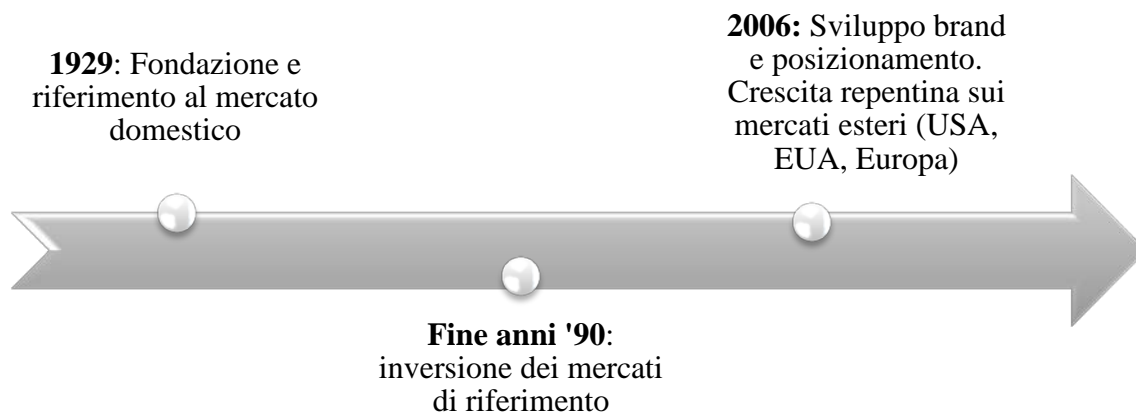 1929: Fondazione e
riferimento al mercato
domestico
Fine anni '90:
inversione dei mercati
di riferimento
2006: Sviluppo brand
e posizionamento.
Crescita repentina sui
mercati esteri (USA,
EUA, Europa)